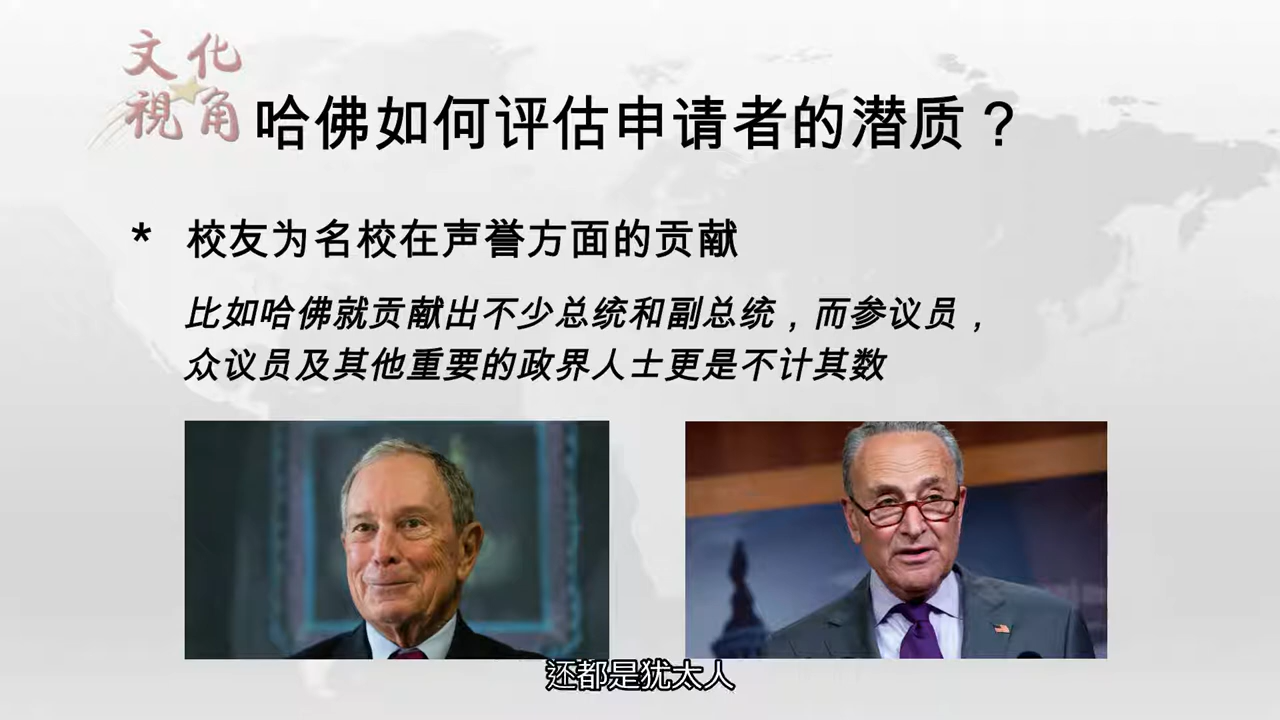 文化
視角
哈佛如何评估申请者的潜质？
* 校友为名校在声誉方面的贡献
比如哈佛就贡献出不少总统和副总统，而参议员，
众议员及其他重要的政界人士更是不计其数
还都是犹太人